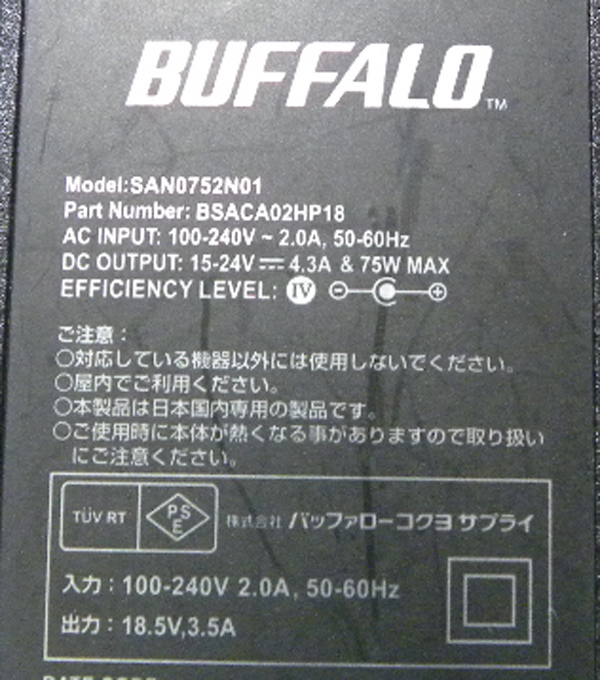 BUFFALO™
Model:SAN0752N01
Part Number: BSACA02HP18
AC INPUT: 100-240V ~ 2.0A, 50-60Hz
DC OUTPUT: 15-24V⎓4.3A & 75W MAX
EFFICIENCY LEVEL: IV
ご注意：
○対応している機器以外には使用しないでください。
○屋内でご利用ください。
○本製品は日本国内専用の製品です。
○ご使用時に本体が熱くなる事がありますので取り扱い
にご注意ください。
TÜV RT
PS
E
株式会社 バッファローコクヨ サプライ
入力：100-240V 2.0A, 50-60Hz
出力：18.5V,3.5A